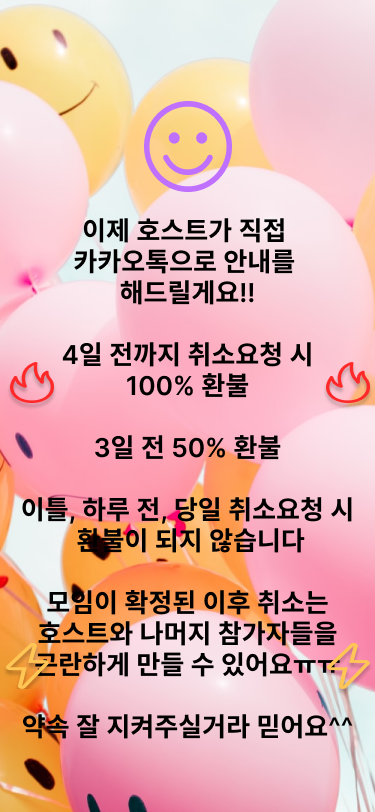 이제 호스트가 직접
카카오톡으로 안내를
해드릴게요!!
4일 전까지 취소요청 시
100% 환불
3일 전 50% 환불
이틀, 하루 전, 당일 취소요청 시
환불이 되지 않습니다
모임이 확정된 이후 취소는
호스트와 나머지 참가자들을
곤란하게 만들 수 있어요ㅠㅠ
약속 잘 지켜주실거라 믿어요^^